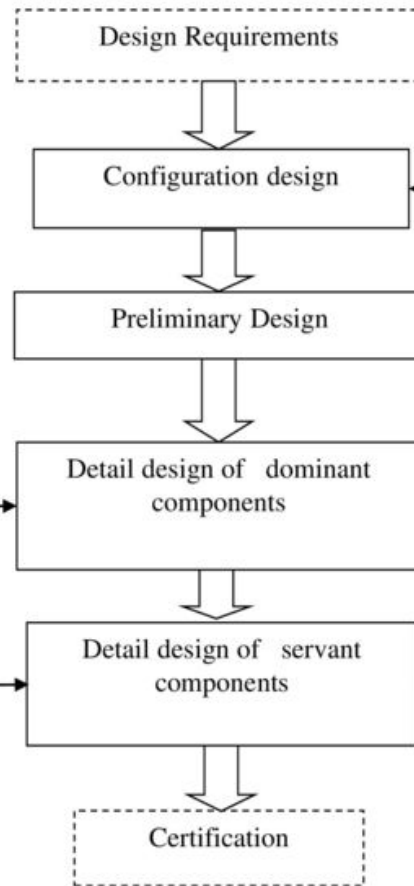 Design Requirements
Configuration design
Preliminary Design
Detail design of dominant
components
Detail design of servant
components
Certification